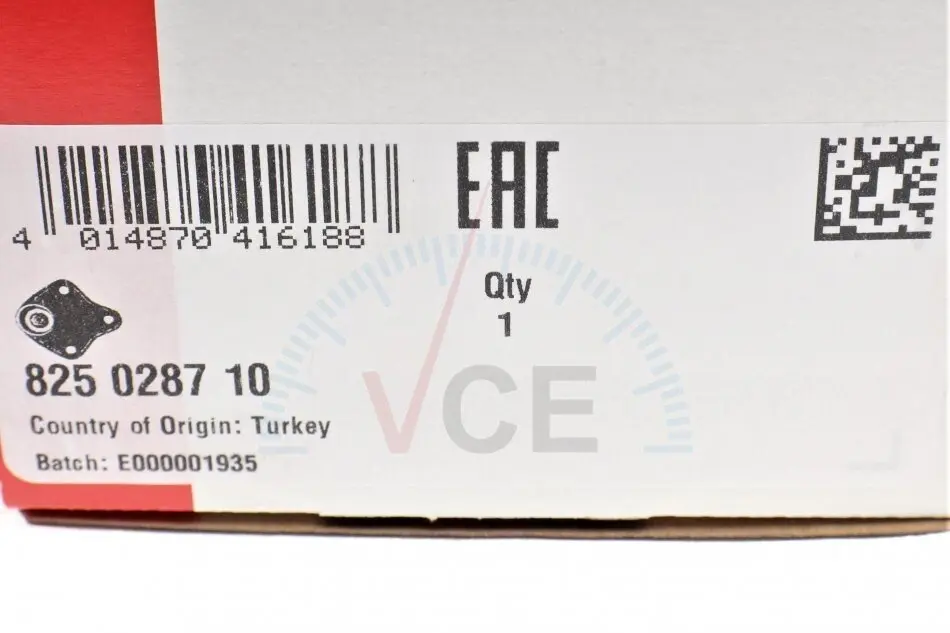 4 014870 416188
EAC
Qty
1
825 0287 10
VCE
Country of Origin: Turkey
Batch: E000001935